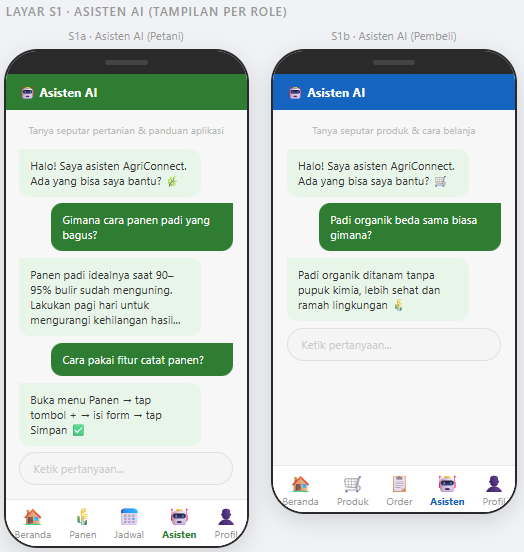 LAYAR S1 · ASISTEN AI (TAMPILAN PER ROLE)
S1a · Asisten AI (Petani)
Asisten AI
Tanya seputar pertanian & panduan aplikasi
Halo! Saya asisten AgriConnect.
Ada yang bisa saya bantu? 🌾
Gimana cara panen padi yang
bagus?
Panen padi idealnya saat 90–
95% bulir sudah menguning.
Lakukan pagi hari untuk
mengurangi kehilangan hasil...
Cara pakai fitur catat panen?
Buka menu Panen → tap
tombol + → isi form → tap
Simpan ✅
Ketik pertanyaan...
Beranda
Panen
Jadwal
Asisten
Profil
S1b · Asisten AI (Pembeli)
Asisten AI
Tanya seputar produk & cara belanja
Halo! Saya asisten AgriConnect.
Ada yang bisa saya bantu? 🛒
Padi organik beda sama biasa
gimana?
Padi organik ditanam tanpa
pupuk kimia, lebih sehat dan
ramah lingkungan 🌾
Ketik pertanyaan...
Beranda
Produk
Order
Asisten
Profil